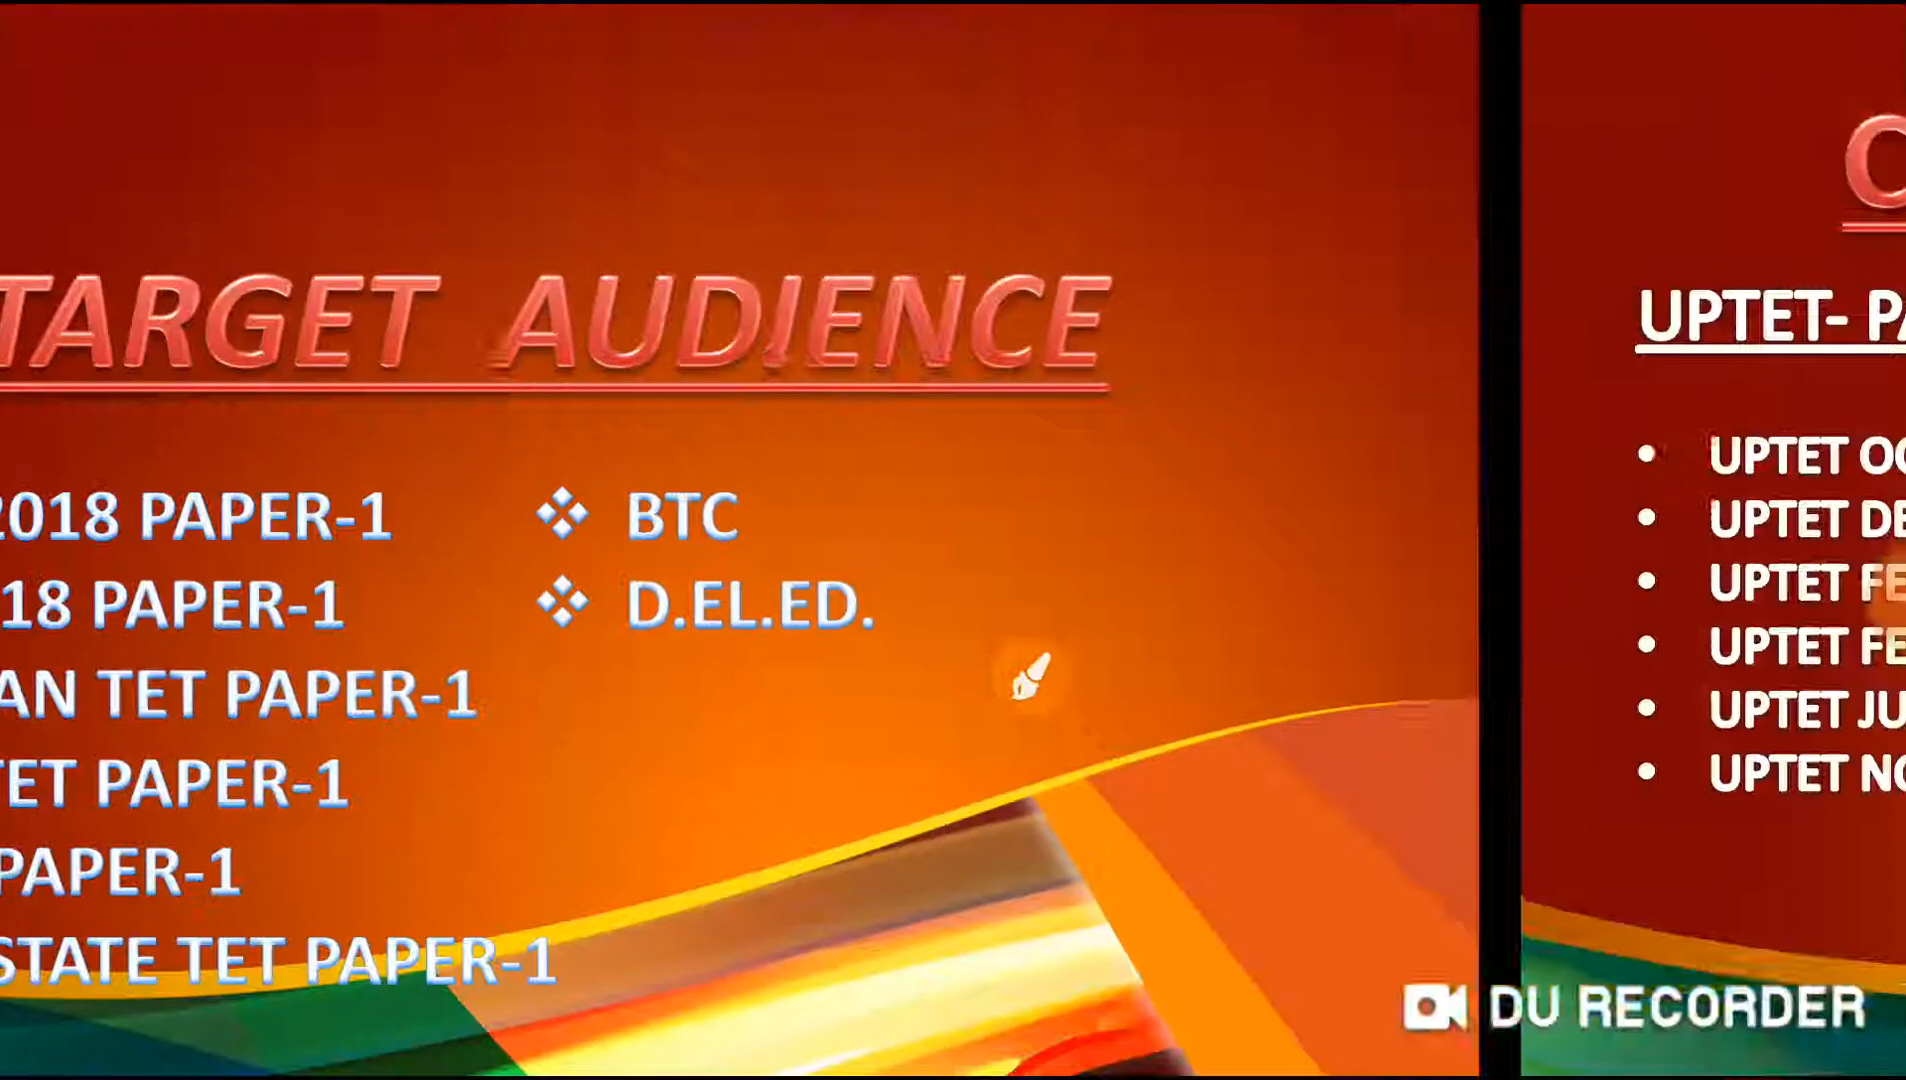 TARGET AUDIENCE
2018 PAPER-1
18 PAPER-1
AN TET PAPER-1
TET PAPER-1
PAPER-1
STATE TET PAPER-1
❖ BTC
❖ D.EL.ED.
UPTET- PA
• UPTET OC
• UPTET DE
• UPTET FE
• UPTET FE
• UPTET JU
• UPTET NO
DU RECORDER